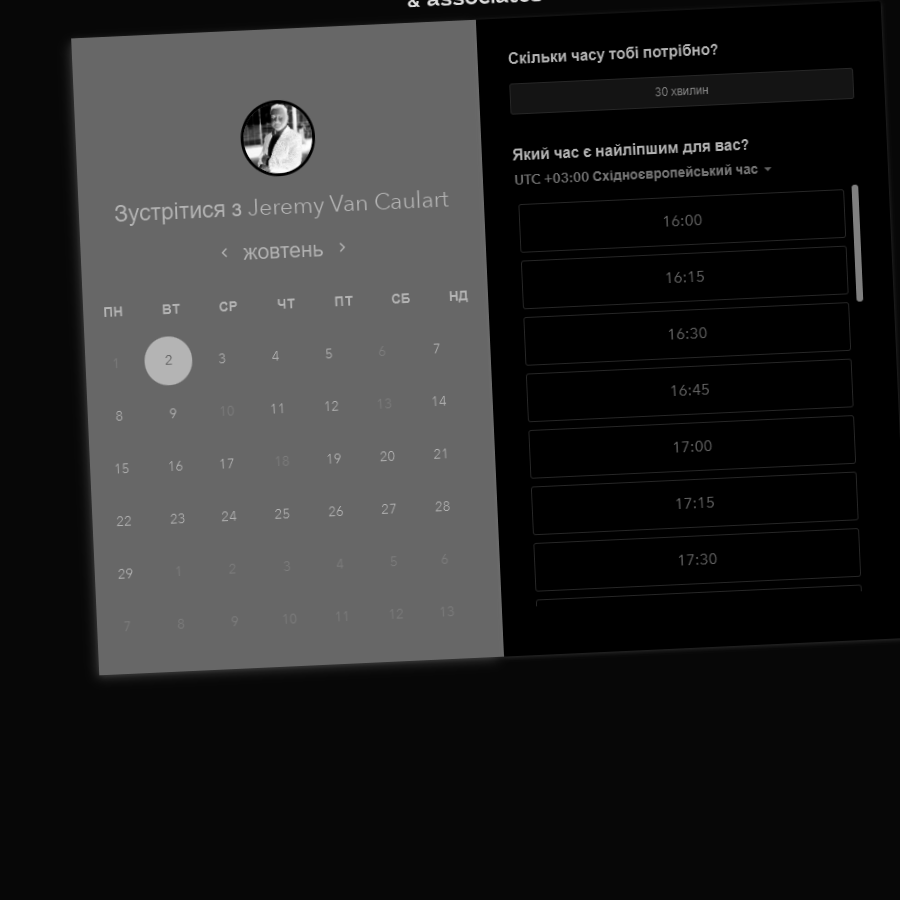 & associates
Зустрітися з Jeremy Van Caulart
жовтень
ПН ВТ СР ЧТ ПТ СБ НД
1 2 3 4 5 6 7
8 9 10 11 12 13 14
15 16 17 18 19 20 21
22 23 24 25 26 27 28
29 1 2 3 4 5 6
7 8 9 10 11 12 13
Скільки часу тобі потрібно?
30 хвилин
Який час є найліпшим для вас?
UTC +03:00 Східноєвропейський час
16:00
16:15
16:30
16:45
17:00
17:15
17:30